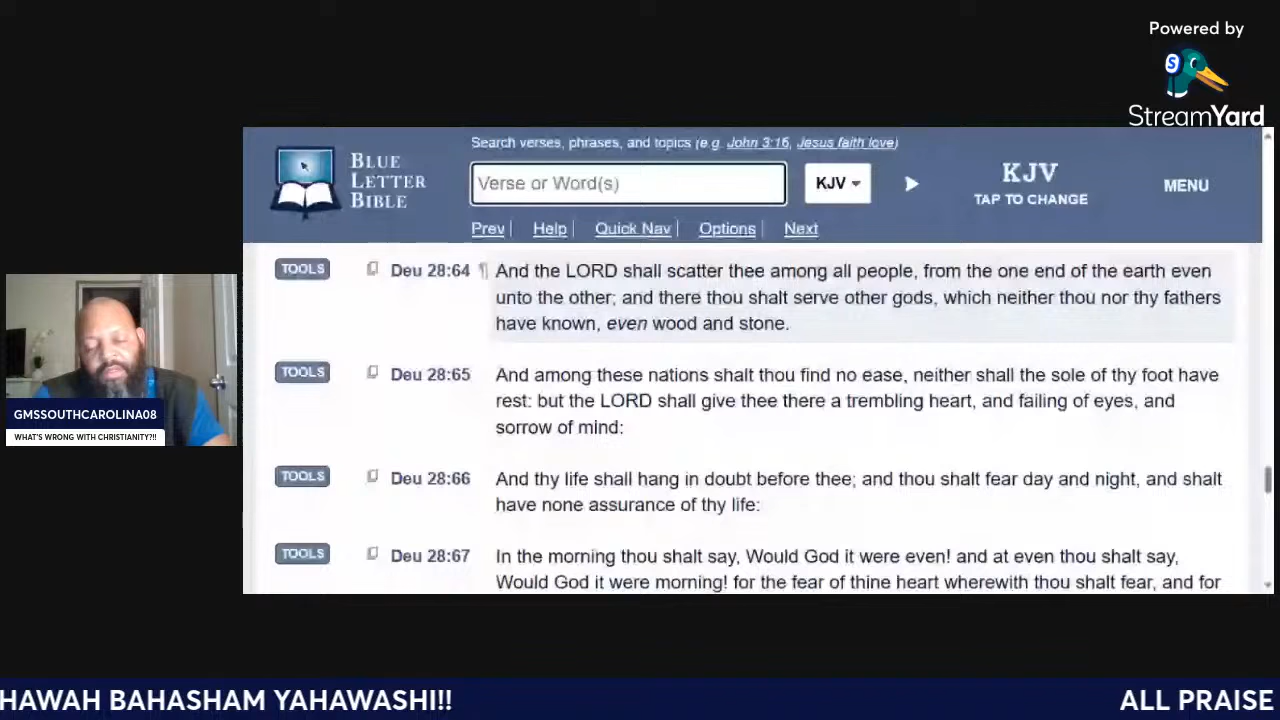 Powered by
StreamYard
Search verses, phrases, and topics (e.g. John 3:16, Jesus faith love)
BLUE
LETTER
BIBLE
Verse or Word(s)
KJV
KJV
TAP TO CHANGE
MENU
Prev
Help
Quick Nav
Options
Next
TOOLS
Deu 28:64
¶ And the LORD shall scatter thee among all people, from the one end of the earth even
unto the other; and there thou shalt serve other gods, which neither thou nor thy fathers
have known, even wood and stone.
TOOLS
Deu 28:65
And among these nations shalt thou find no ease, neither shall the sole of thy foot have
rest: but the LORD shall give thee there a trembling heart, and failing of eyes, and
sorrow of mind:
TOOLS
Deu 28:66
And thy life shall hang in doubt before thee; and thou shalt fear day and night, and shalt
have none assurance of thy life:
TOOLS
Deu 28:67
In the morning thou shalt say, Would God it were even! and at even thou shalt say,
Would God it were morning! for the fear of thine heart wherewith thou shalt fear, and for
GMSSOUTHCAROLINA08
WHAT'S WRONG WITH CHRISTIANITY?!!
HAWAH BAHASHAM YAHAWASHI!!
ALL PRAISE